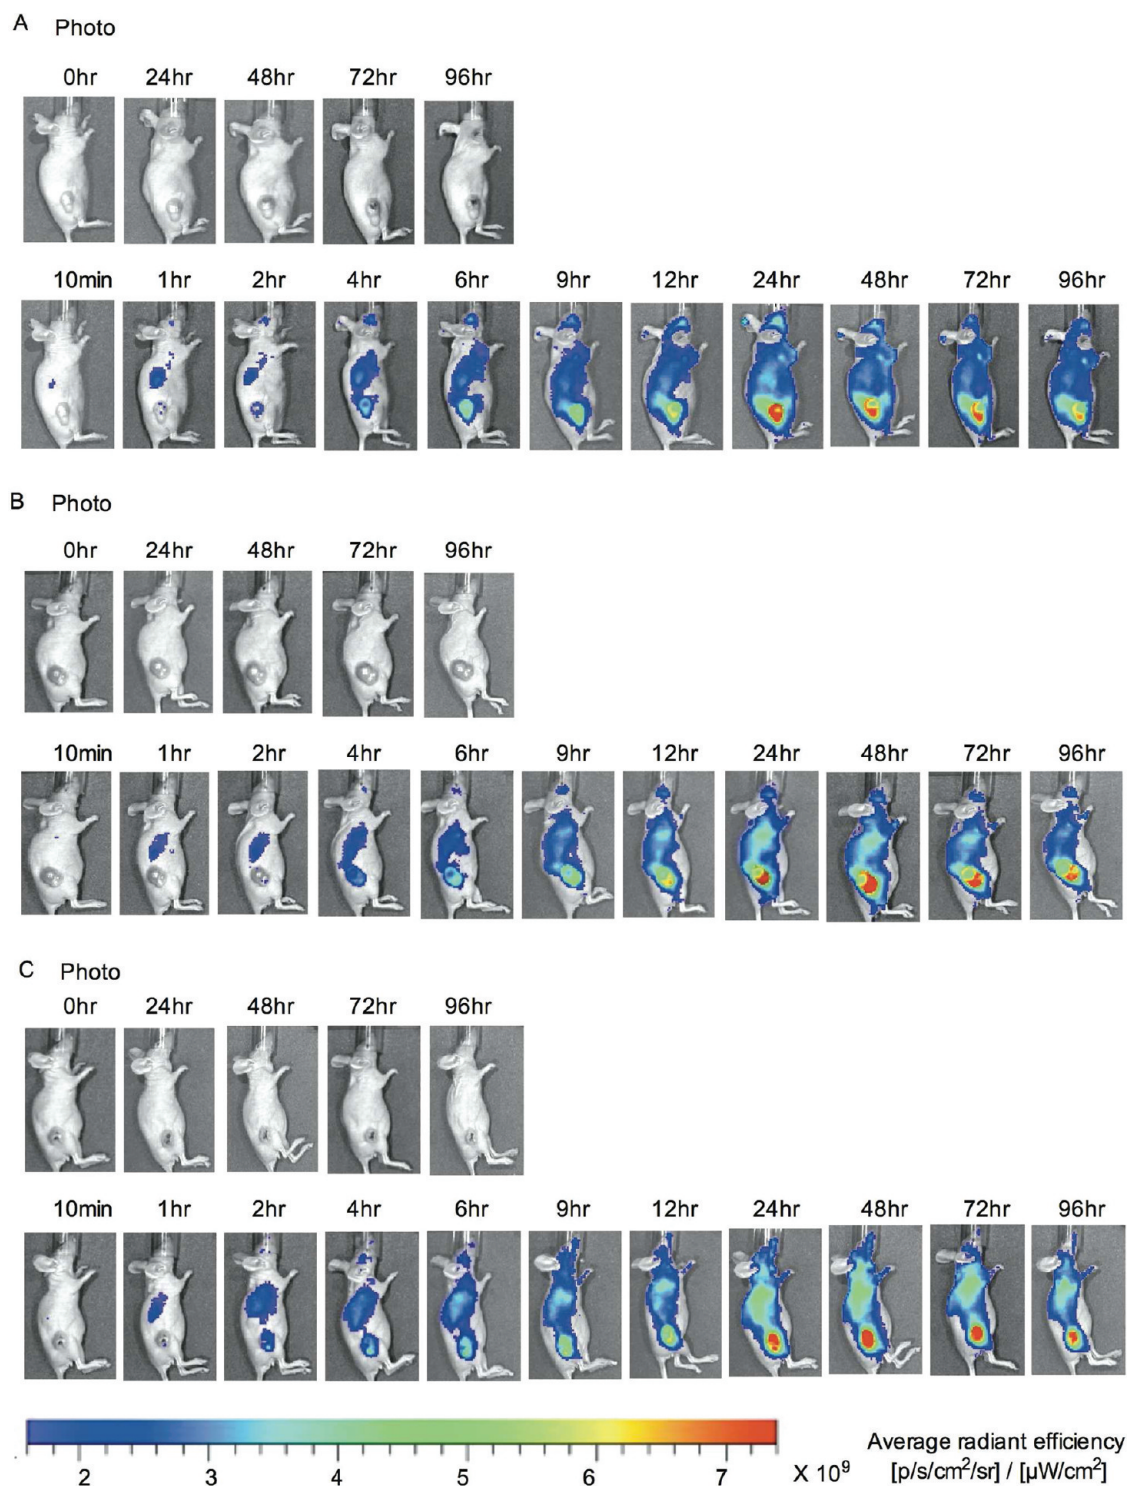 A Photo
0hr 24hr 48hr 72hr 96hr
10min 1hr 2hr 4hr 6hr 9hr 12hr 24hr 48hr 72hr 96hr
B Photo
0hr 24hr 48hr 72hr 96hr
10min 1hr 2hr 4hr 6hr 9hr 12hr 24hr 48hr 72hr 96hr
C Photo
0hr 24hr 48hr 72hr 96hr
10min 1hr 2hr 4hr 6hr 9hr 12hr 24hr 48hr 72hr 96hr
2 3 4 5 6 7 X 10⁹
Average radiant efficiency
[p/s/cm²/sr] / [µW/cm²]